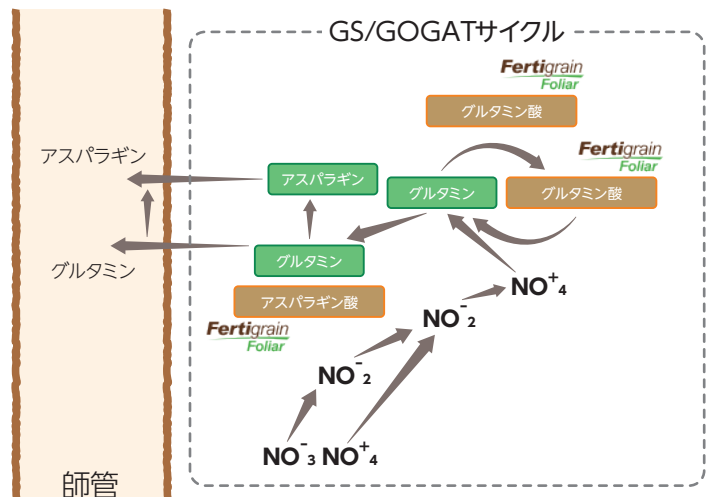 GS/GOGATサイクル
Fertigrain
Foliar
グルタミン酸
Fertigrain
Foliar
アスパラギン
アスパラギン
グルタミン
グルタミン酸
グルタミン
グルタミン
アスパラギン酸
Fertigrain
Foliar
NO⁺₄
NO⁻₂
NO⁻₂
NO⁻₃ NO⁺₄
師管